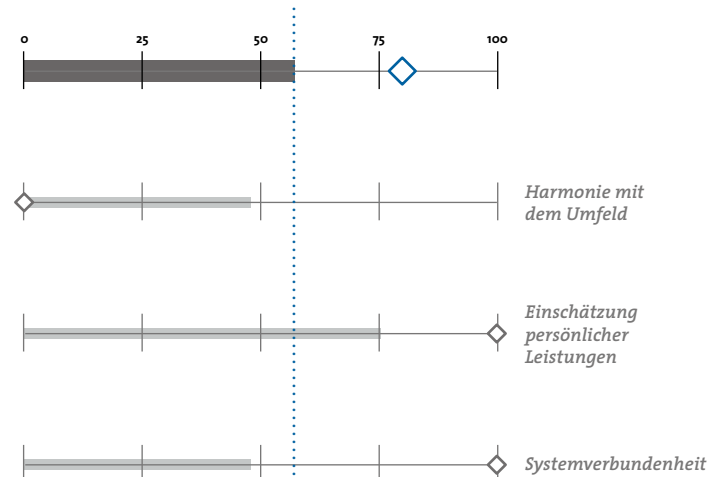 0 25 50 75 100
Harmonie mit
dem Umfeld
Einschätzung
persönlicher
Leistungen
Systemverbundenheit